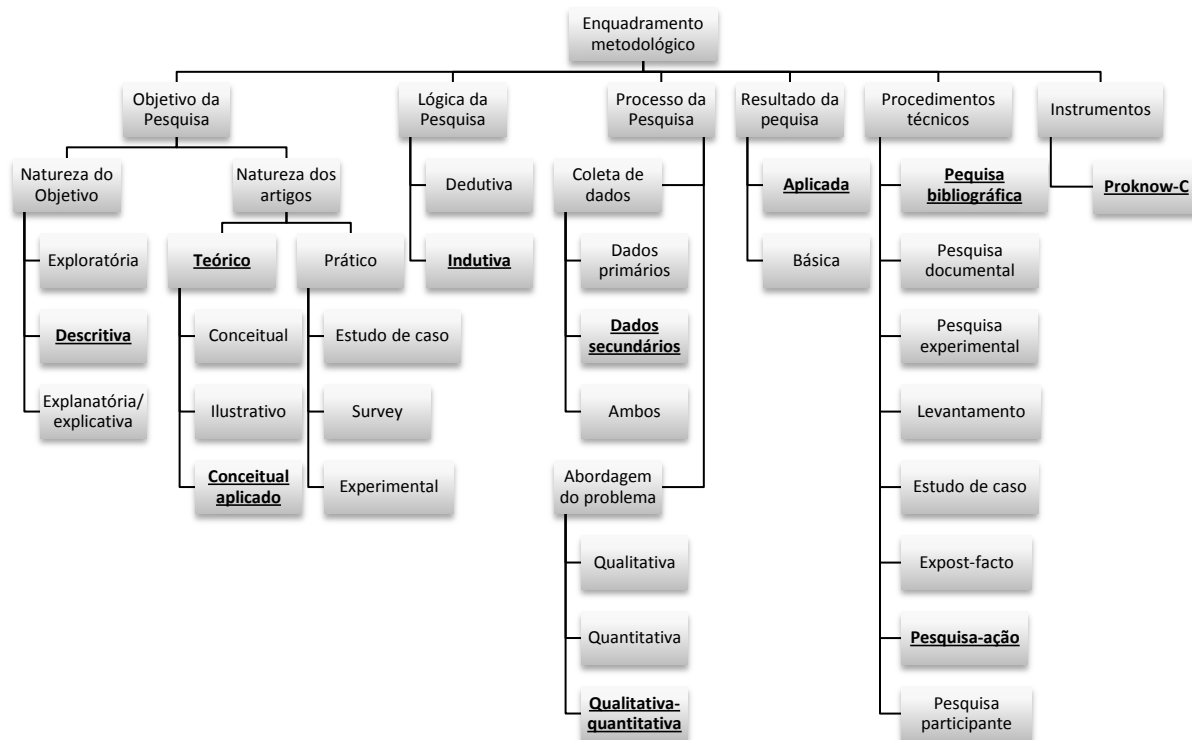 Enquadramento
metodológico
Objetivo da
Pesquisa
Lógica da
Pesquisa
Processo da
Pesquisa
Resultado da
pequisa
Procedimentos
técnicos
Instrumentos
Natureza do
Objetivo
Natureza dos
artigos
Dedutiva
Coleta de
dados
Aplicada
Pequisa
bibliográfica
Proknow-C
Exploratória
Teórico
Prático
Indutiva
Dados
primários
Básica
Pesquisa
documental
Descritiva
Conceitual
Estudo de caso
Dados
secundários
Pesquisa
experimental
Explanatória/
explicativa
Ilustrativo
Survey
Ambos
Levantamento
Conceitual
aplicado
Experimental
Abordagem
do problema
Estudo de caso
Qualitativa
Expost-facto
Quantitativa
Pesquisa-ação
Qualitativa-
quantitativa
Pesquisa
participante